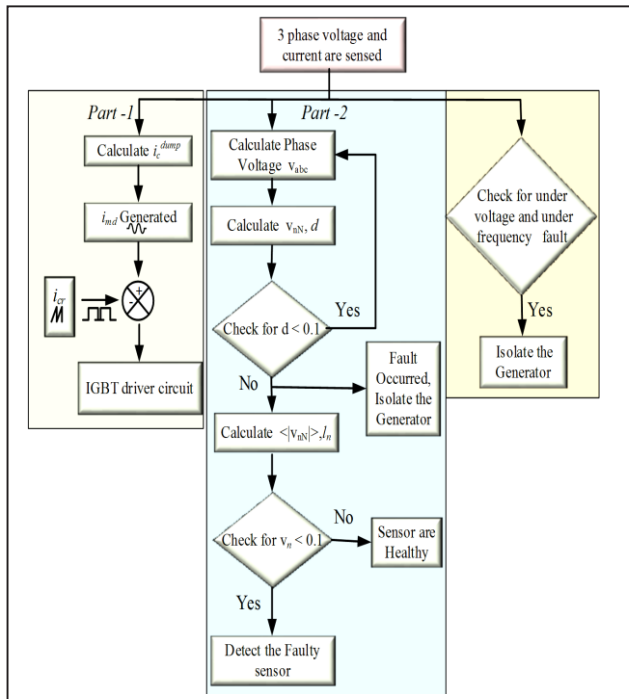 3 phase voltage and
current are sensed
Part -1
Calculate i_c^dump
i_md Generated
i_cr
+
-
IGBT driver circuit
Part-2
Calculate Phase
Voltage v_abc
Calculate v_nN, d
Check for d < 0.1
Yes
No
Fault
Occurred,
Isolate the
Generator
Calculate <|v_nN|>,l_n
Check for v_n < 0.1
No
Sensor are
Healthy
Yes
Detect the Faulty
sensor
Check for under
voltage and under
frequency fault
Yes
Isolate the
Generator